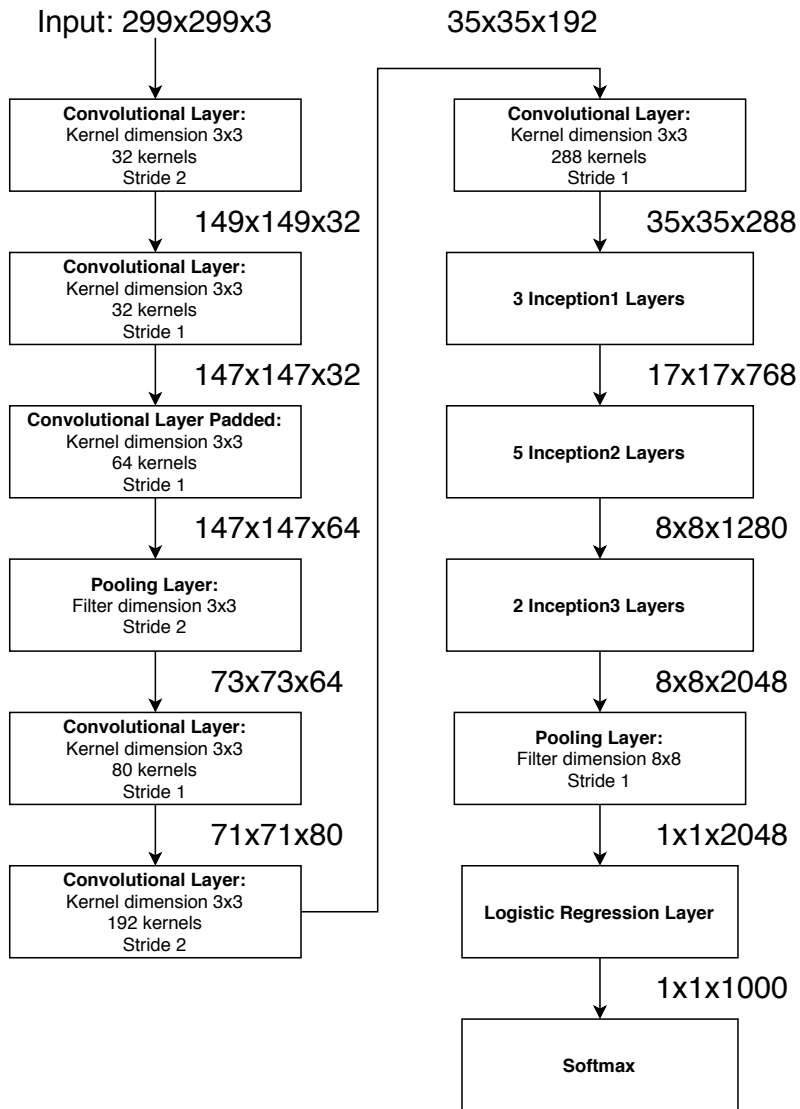 Input: 299x299x3
Convolutional Layer:
Kernel dimension 3x3
32 kernels
Stride 2
149x149x32
Convolutional Layer:
Kernel dimension 3x3
32 kernels
Stride 1
147x147x32
Convolutional Layer Padded:
Kernel dimension 3x3
64 kernels
Stride 1
147x147x64
Pooling Layer:
Filter dimension 3x3
Stride 2
73x73x64
Convolutional Layer:
Kernel dimension 3x3
80 kernels
Stride 1
71x71x80
Convolutional Layer:
Kernel dimension 3x3
192 kernels
Stride 2
35x35x192
Convolutional Layer:
Kernel dimension 3x3
288 kernels
Stride 1
35x35x288
3 Inception1 Layers
17x17x768
5 Inception2 Layers
8x8x1280
2 Inception3 Layers
8x8x2048
Pooling Layer:
Filter dimension 8x8
Stride 1
1x1x2048
Logistic Regression Layer
1x1x1000
Softmax